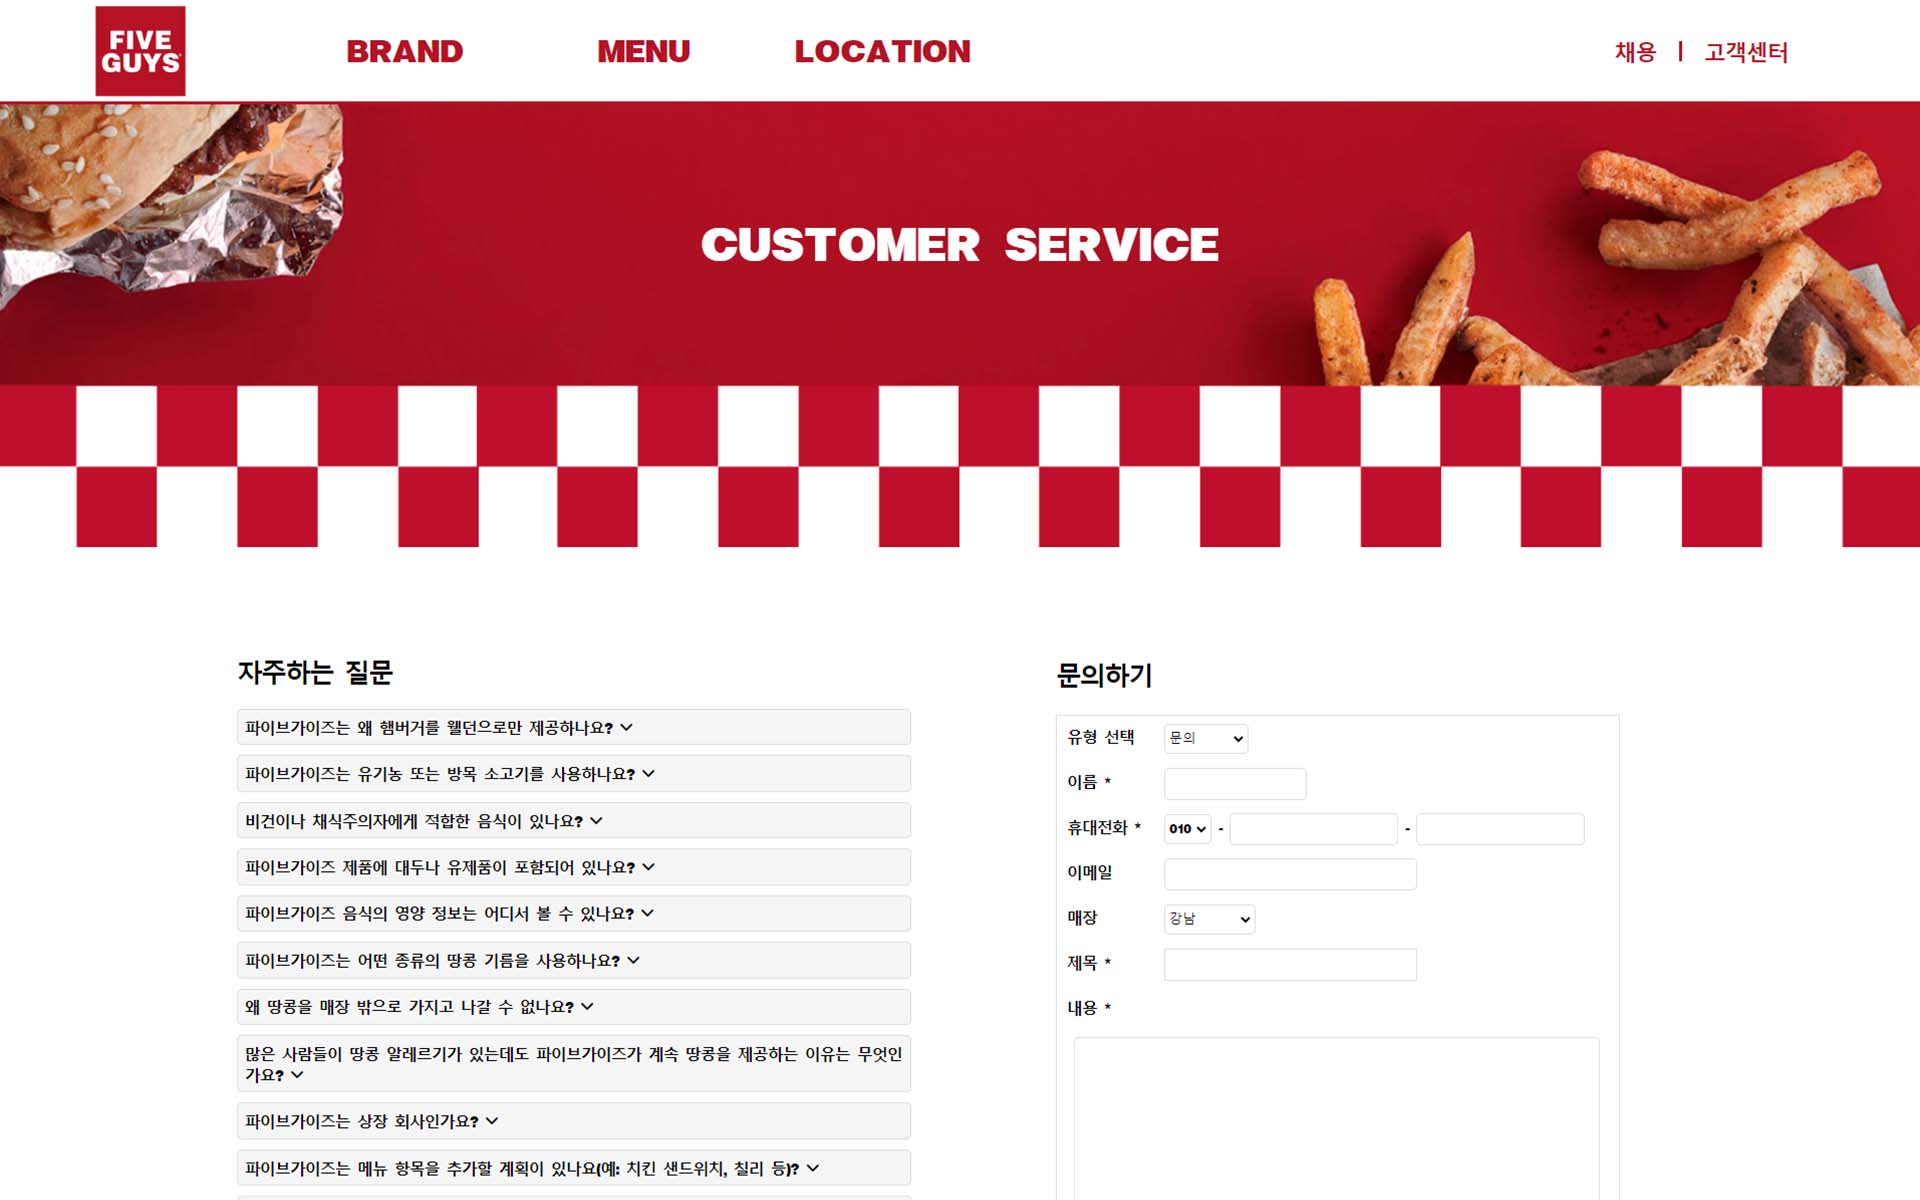 FIVE
GUYS
BRAND
MENU
LOCATION
채용 | 고객센터
CUSTOMER SERVICE
자주하는 질문
파이브가이즈는 왜 햄버거를 웰던으로만 제공하나요?
파이브가이즈는 유기농 또는 방목 소고기를 사용하나요?
비건이나 채식주의자에게 적합한 음식이 있나요?
파이브가이즈 제품에 대두나 유제품이 포함되어 있나요?
파이브가이즈 음식의 영양 정보는 어디서 볼 수 있나요?
파이브가이즈는 어떤 종류의 땅콩 기름을 사용하나요?
왜 땅콩을 매장 밖으로 가지고 나갈 수 없나요?
많은 사람들이 땅콩 알레르기가 있는데도 파이브가이즈가 계속 땅콩을 제공하는 이유는 무엇인
가요?
파이브가이즈는 상장 회사인가요?
파이브가이즈는 메뉴 항목을 추가할 계획이 있나요(예: 치킨 샌드위치, 칠리 등)?
문의하기
유형 선택 문의
이름 *
휴대전화 * 010 - -
이메일
매장 강남
제목 *
내용 *